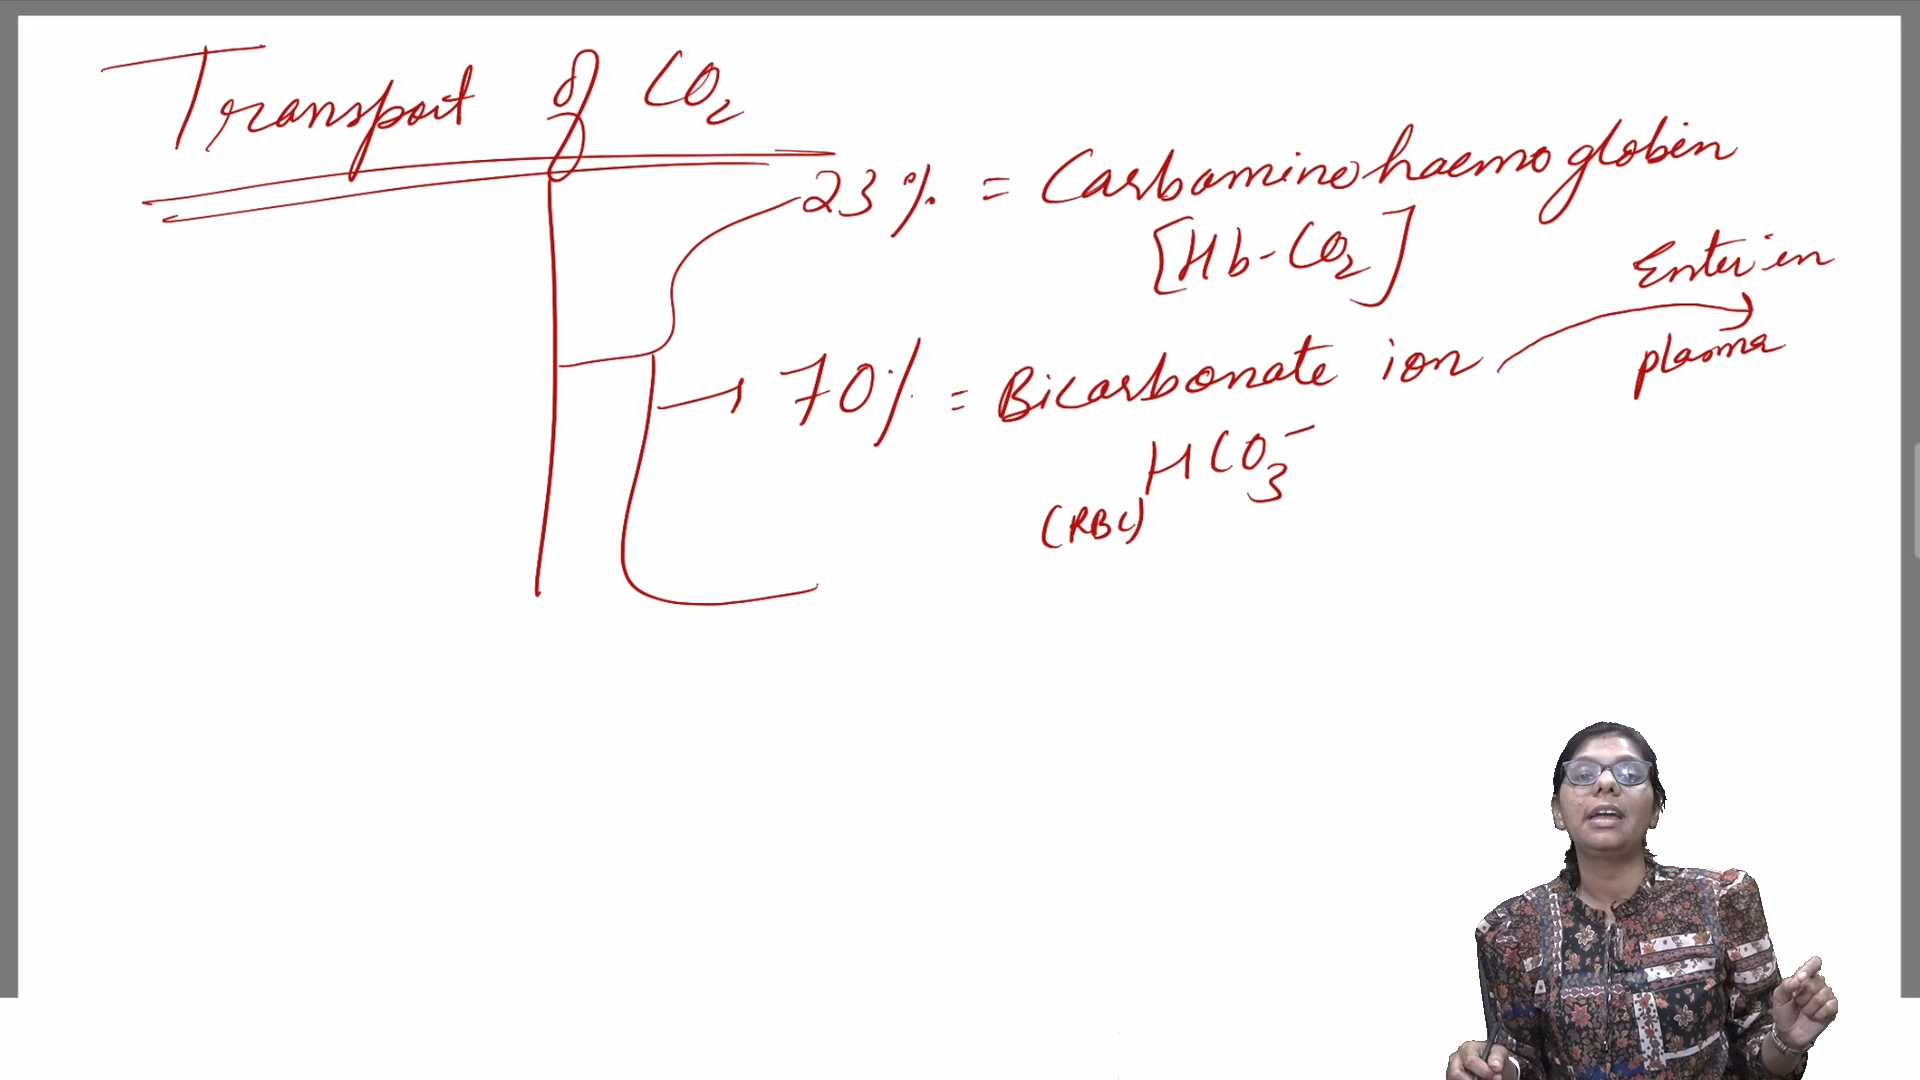 Transport of CO2
23% = Carbaminohaemoglobin
[Hb-CO2]
70% = Bicarbonate ion → Enter in plasma
HCO3-
(RBC)